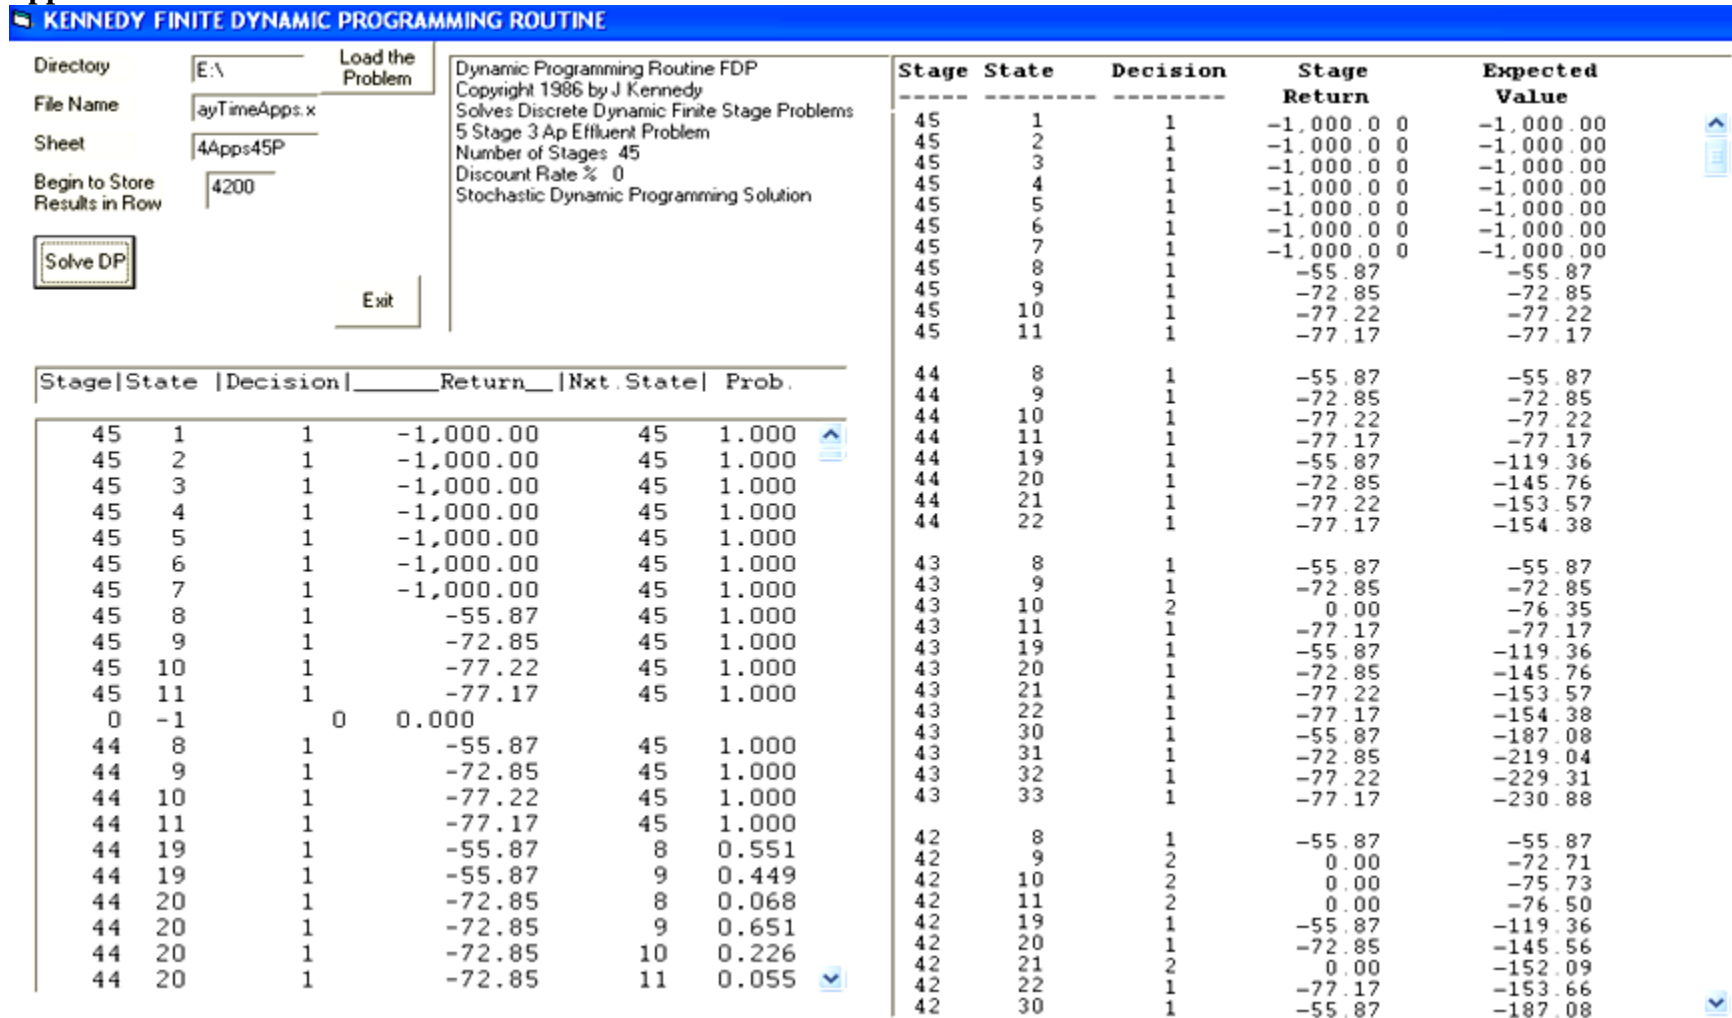 KENNEDY FINITE DYNAMIC PROGRAMMING ROUTINE
Directory E:\ Load the Problem
File Name ayTimeApps.x
Sheet 4Apps45P
Begin to Store Results in Row 4200
Solve DP
Exit
Dynamic Programming Routine FDP
Copyright 1986 by J Kennedy
Solves Discrete Dynamic Finite Stage Problems
5 Stage 3 Ap Effluent Problem
Number of Stages 45
Discount Rate % 0
Stochastic Dynamic Programming Solution
Stage|State |Decision|______Return__|Nxt.State| Prob.
45 1 1 -1,000.00 45 1.000
45 2 1 -1,000.00 45 1.000
45 3 1 -1,000.00 45 1.000
45 4 1 -1,000.00 45 1.000
45 5 1 -1,000.00 45 1.000
45 6 1 -1,000.00 45 1.000
45 7 1 -1,000.00 45 1.000
45 8 1 -55.87 45 1.000
45 9 1 -72.85 45 1.000
45 10 1 -77.22 45 1.000
45 11 1 -77.17 45 1.000
0 -1 0 0.000
44 8 1 -55.87 45 1.000
44 9 1 -72.85 45 1.000
44 10 1 -77.22 45 1.000
44 11 1 -77.17 45 1.000
44 19 1 -55.87 8 0.551
44 19 1 -55.87 9 0.449
44 20 1 -72.85 8 0.068
44 20 1 -72.85 9 0.651
44 20 1 -72.85 10 0.226
44 20 1 -72.85 11 0.055
Stage State Decision Stage Expected
----- -------- -------- Return Value
45 1 1 -1,000.0 0 -1,000.00
45 2 1 -1,000.0 0 -1,000.00
45 3 1 -1,000.0 0 -1,000.00
45 4 1 -1,000.0 0 -1,000.00
45 5 1 -1,000.0 0 -1,000.00
45 6 1 -1,000.0 0 -1,000.00
45 7 1 -1,000.0 0 -1,000.00
45 8 1 -55.87 -55.87
45 9 1 -72.85 -72.85
45 10 1 -77.22 -77.22
45 11 1 -77.17 -77.17
44 8 1 -55.87 -55.87
44 9 1 -72.85 -72.85
44 10 1 -77.22 -77.22
44 11 1 -77.17 -77.17
44 19 1 -55.87 -119.36
44 20 1 -72.85 -145.76
44 21 1 -77.22 -153.57
44 22 1 -77.17 -154.38
43 8 1 -55.87 -55.87
43 9 1 -72.85 -72.85
43 10 2 0.00 -76.35
43 11 1 -77.17 -77.17
43 19 1 -55.87 -119.36
43 20 1 -72.85 -145.76
43 21 1 -77.22 -153.57
43 22 1 -77.17 -154.38
43 30 1 -55.87 -187.08
43 31 1 -72.85 -219.04
43 32 1 -77.22 -229.31
43 33 1 -77.17 -230.88
42 8 1 -55.87 -55.87
42 9 2 0.00 -72.71
42 10 2 0.00 -75.73
42 11 2 0.00 -76.50
42 19 1 -55.87 -119.36
42 20 1 -72.85 -145.56
42 21 2 0.00 -152.09
42 22 1 -77.17 -153.66
42 30 1 -55.87 -187.08